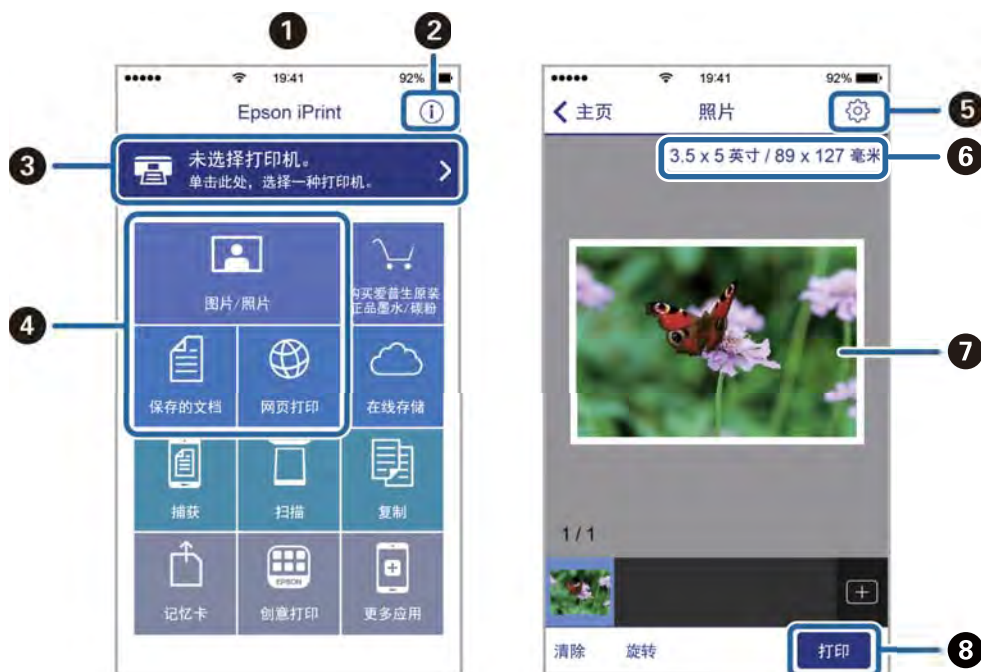 1
2
19:41
92%
Epson iPrint
3
未选择打印机。
单击此处，选择一种打印机。
4
图片/照片
购买爱普生原装
正品墨水/碳粉
保存的文档
网页打印
在线存储
捕获
扫描
复制
记忆卡
EPSON
创意打印
更多应用
19:41
92%
主页
照片
5
3.5 x 5 英寸 / 89 x 127 毫米
6
7
1 / 1
清除
旋转
打印
8